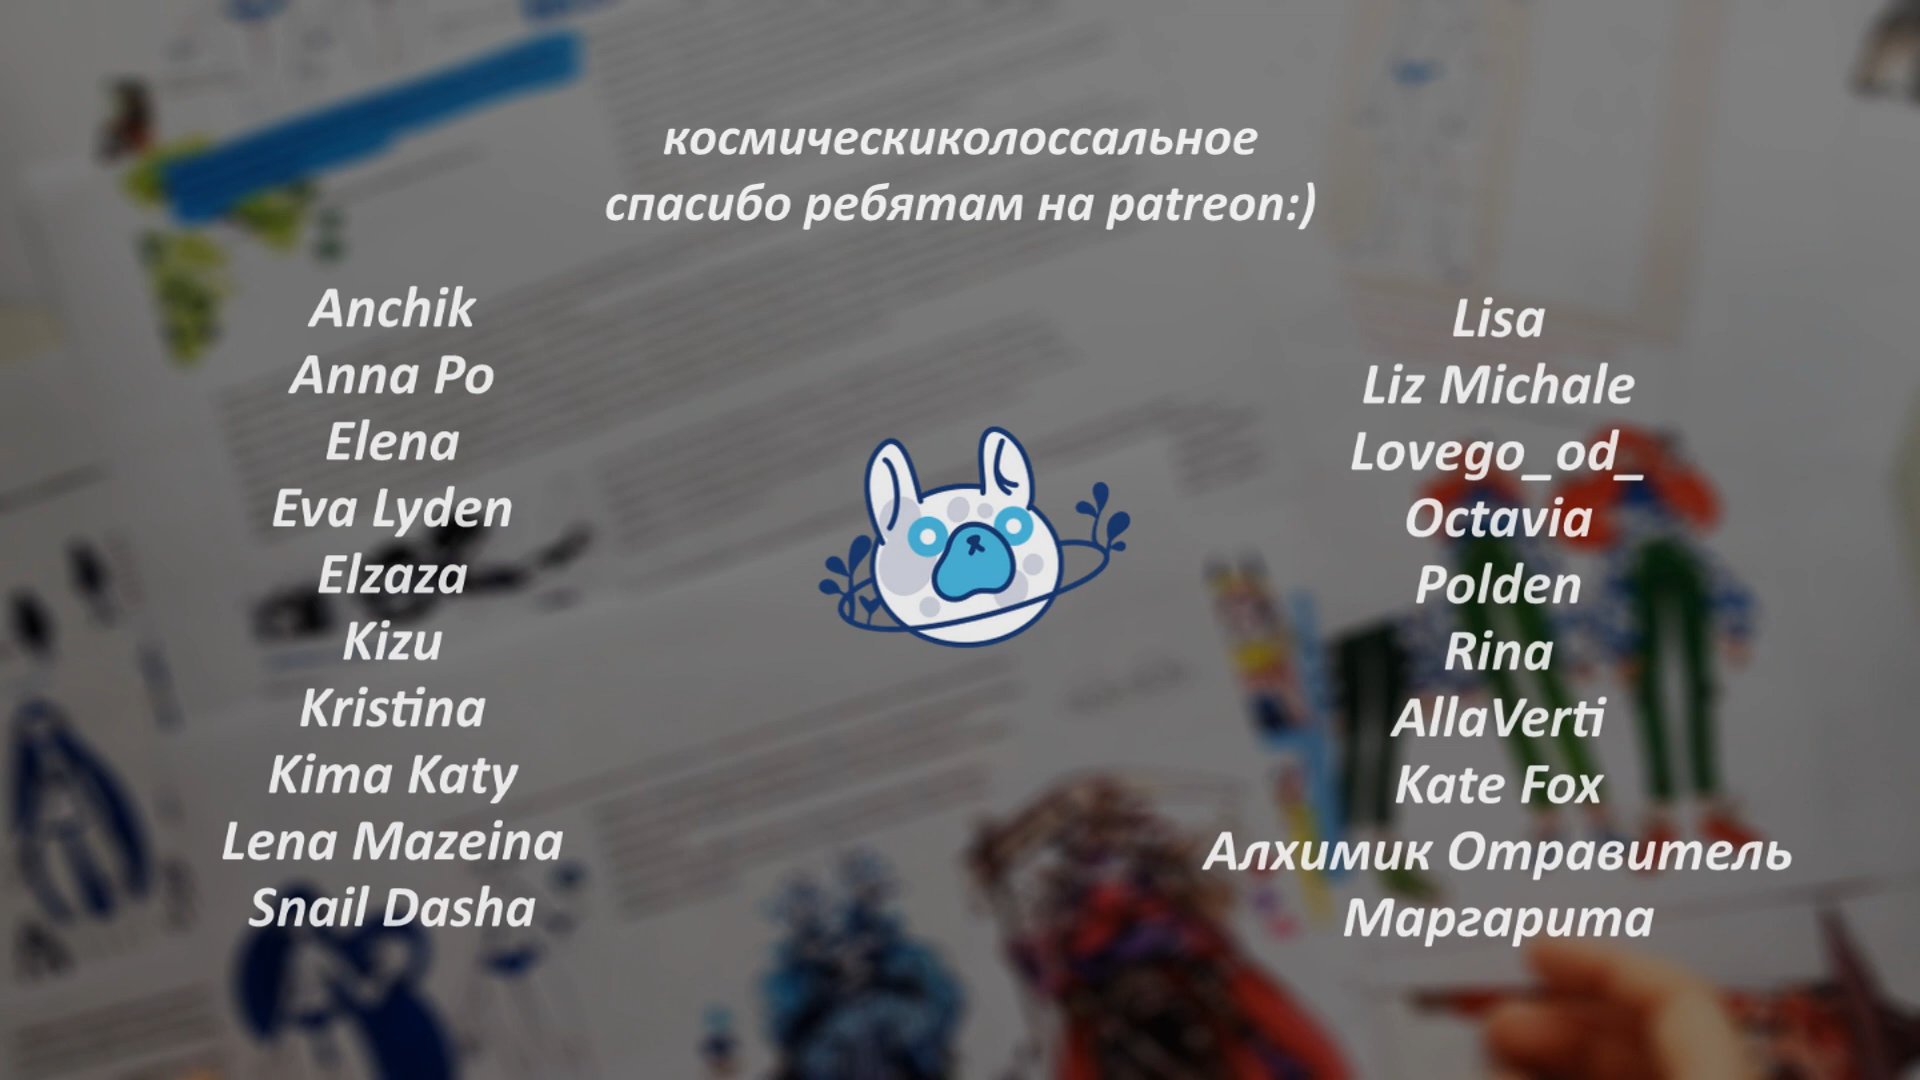 космическиколоссальное
спасибо ребятам на patreon:)
Anchik
Anna Po
Elena
Eva Lyden
Elzaza
Kizu
Kristina
Kima Katy
Lena Mazeina
Snail Dasha
Lisa
Liz Michale
Lovego_od_
Octavia
Polden
Rina
AllaVerti
Kate Fox
Алхимик Отравитель
Маргарита